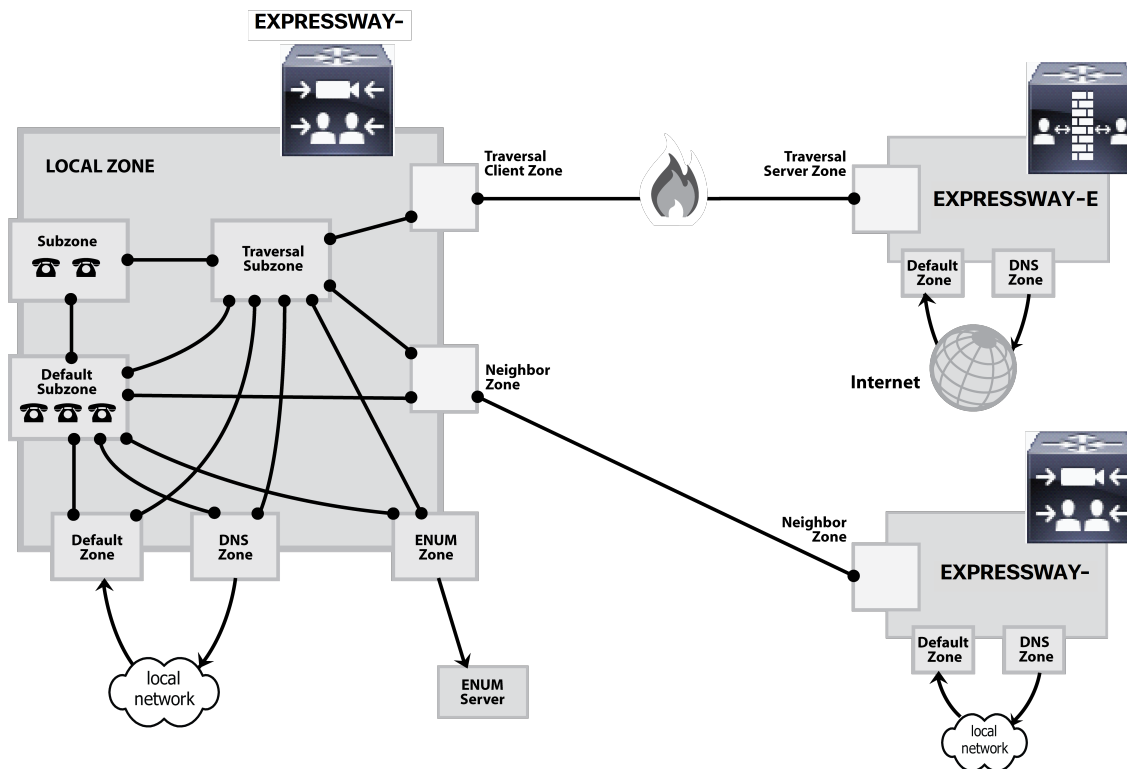 EXPRESSWAY-
LOCAL ZONE
Subzone
Traversal
Subzone
Default
Subzone
Traversal
Client Zone
Traversal
Server Zone
EXPRESSWAY-E
Default
Zone
DNS
Zone
Internet
Neighbor
Zone
Default
Zone
DNS
Zone
ENUM
Zone
local
network
ENUM
Server
Neighbor
Zone
EXPRESSWAY-
Default
Zone
DNS
Zone
local
network